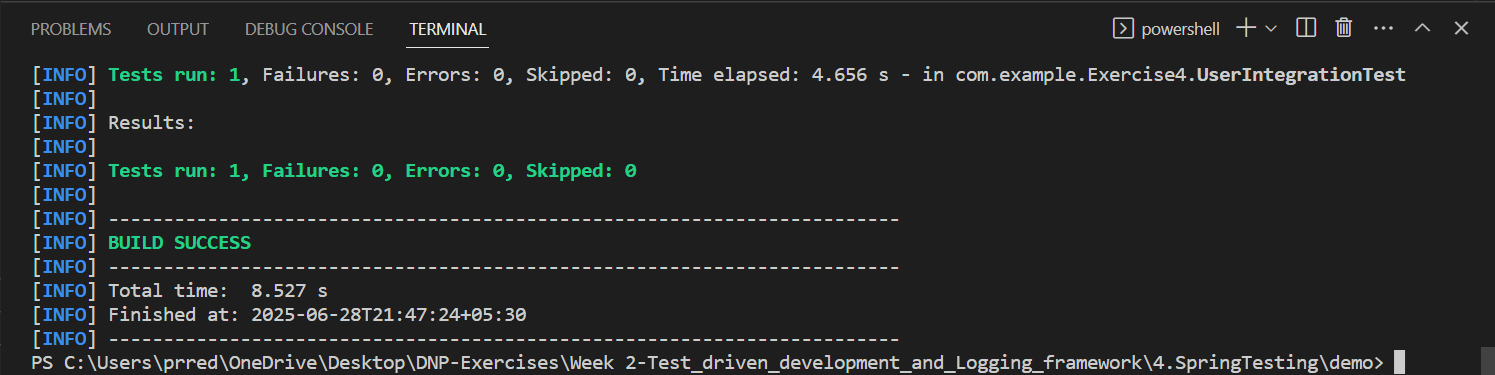 PROBLEMS OUTPUT DEBUG CONSOLE TERMINAL powershell
[INFO] Tests run: 1, Failures: 0, Errors: 0, Skipped: 0, Time elapsed: 4.656 s - in com.example.Exercise4.UserIntegrationTest
[INFO]
[INFO] Results:
[INFO]
[INFO] Tests run: 1, Failures: 0, Errors: 0, Skipped: 0
[INFO]
[INFO] ------------------------------------------------------------------------
[INFO] BUILD SUCCESS
[INFO] ------------------------------------------------------------------------
[INFO] Total time:  8.527 s
[INFO] Finished at: 2025-06-28T21:47:24+05:30
[INFO] ------------------------------------------------------------------------
PS C:\Users\prred\OneDrive\Desktop\DNP-Exercises\Week 2-Test_driven_development_and_Logging_framework\4.SpringTesting\demo>